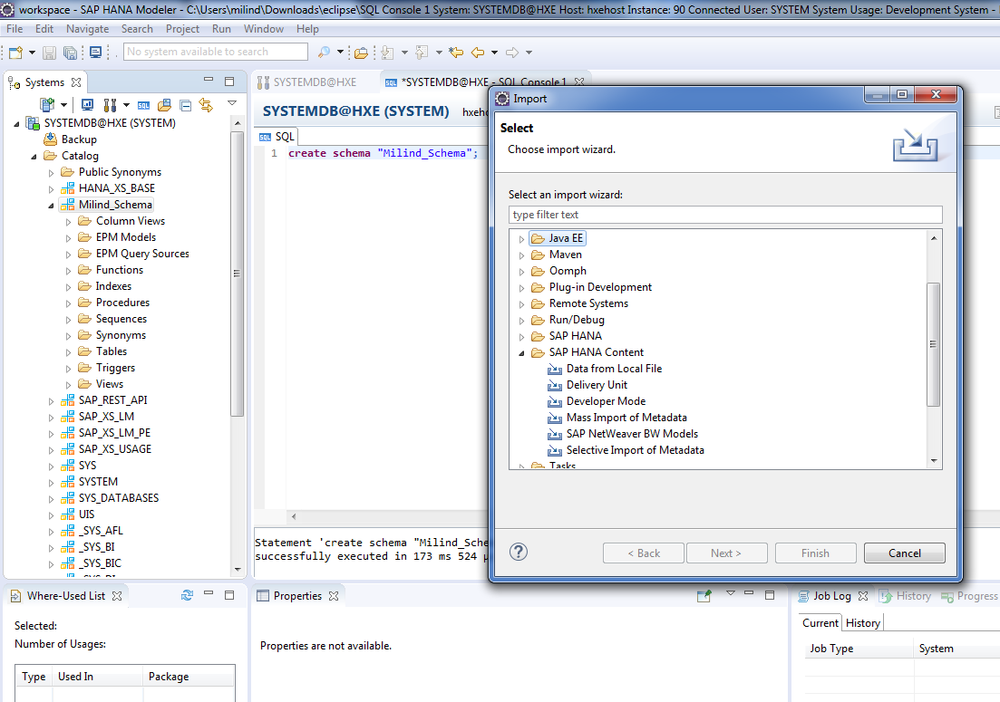 workspace - SAP HANA Modeler - C:\Users\milind\Downloads\eclipse\SQL Console 1 System: SYSTEMDB@HXE Host: hxehost Instance: 90 Connected User: SYSTEM System Usage: Development System -
File Edit Navigate Search Project Run Window Help
No system available to search
Systems
SYSTEMDB@HXE
*SYSTEMDB@HXE - SQL Console 1
SYSTEMDB@HXE (SYSTEM)
Backup
Catalog
Public Synonyms
HANA_XS_BASE
Milind_Schema
Column Views
EPM Models
EPM Query Sources
Functions
Indexes
Procedures
Sequences
Synonyms
Tables
Triggers
Views
SAP_REST_API
SAP_XS_LM
SAP_XS_LM_PE
SAP_XS_USAGE
SYS
SYSTEM
SYS_DATABASES
UIS
_SYS_AFL
_SYS_BI
_SYS_BIC
SYSTEMDB@HXE (SYSTEM) hxeho
SQL SQL
1 create schema "Milind_Schema";
Statement 'create schema "Milind_Sche
successfully executed in 173 ms 524
Import
Select
Choose import wizard.
Select an import wizard:
type filter text
Java EE
Maven
Oomph
Plug-in Development
Remote Systems
Run/Debug
SAP HANA
SAP HANA Content
Data from Local File
Delivery Unit
Developer Mode
Mass Import of Metadata
SAP NetWeaver BW Models
Selective Import of Metadata
Tasks
? < Back Next > Finish Cancel
Where-Used List
Selected:
Number of Usages:
Type Used In Package
Properties
Properties are not available.
Job Log History Progress
Current History
Job Type System